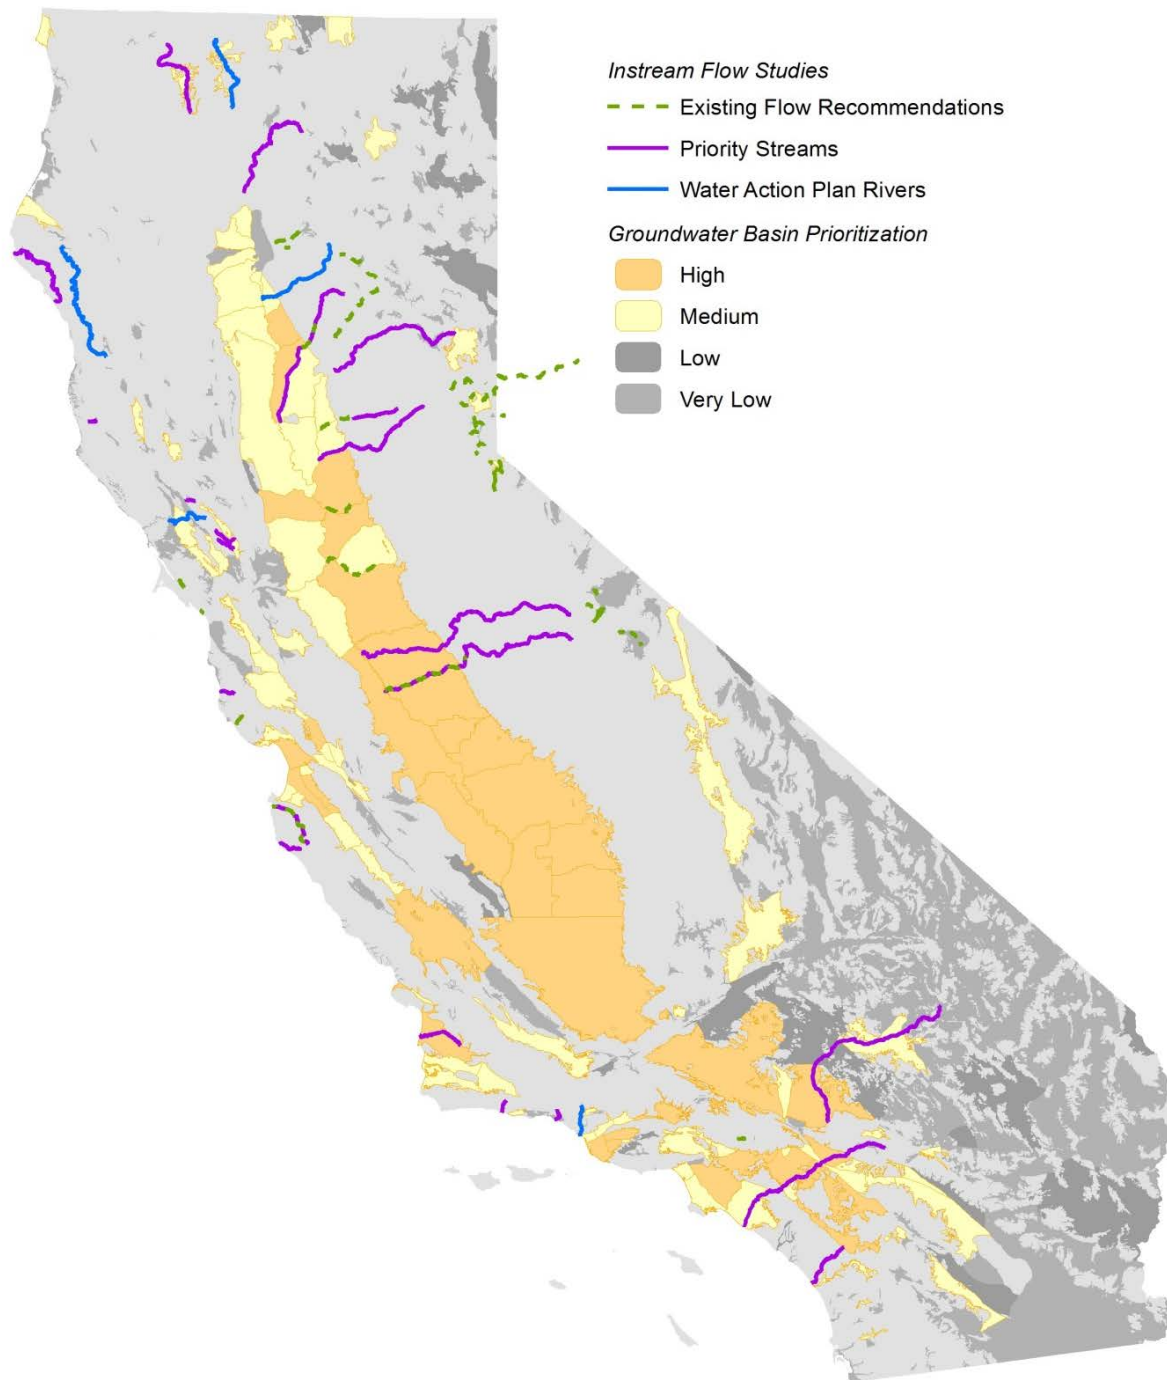 Instream Flow Studies
Existing Flow Recommendations
Priority Streams
Water Action Plan Rivers
Groundwater Basin Prioritization
High
Medium
Low
Very Low